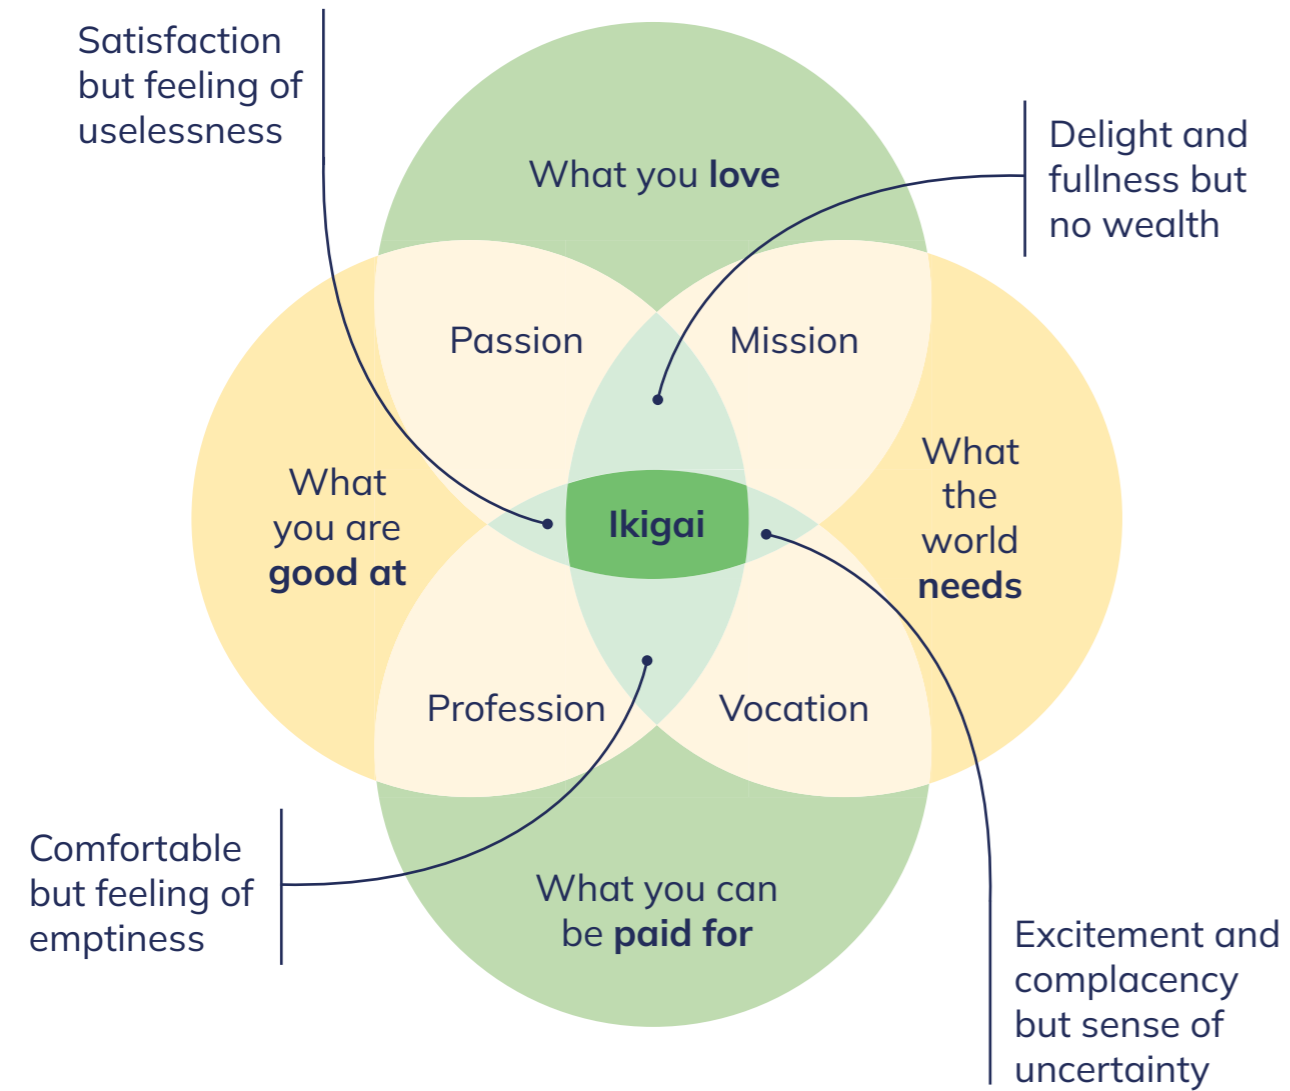 Satisfaction
but feeling of
uselessness
Delight and
fullness but
no wealth
What you love
Passion
Mission
What
you are
good at
Ikigai
What
the
world
needs
Profession
Vocation
Comfortable
but feeling of
emptiness
What you can
be paid for
Excitement and
complacency
but sense of
uncertainty